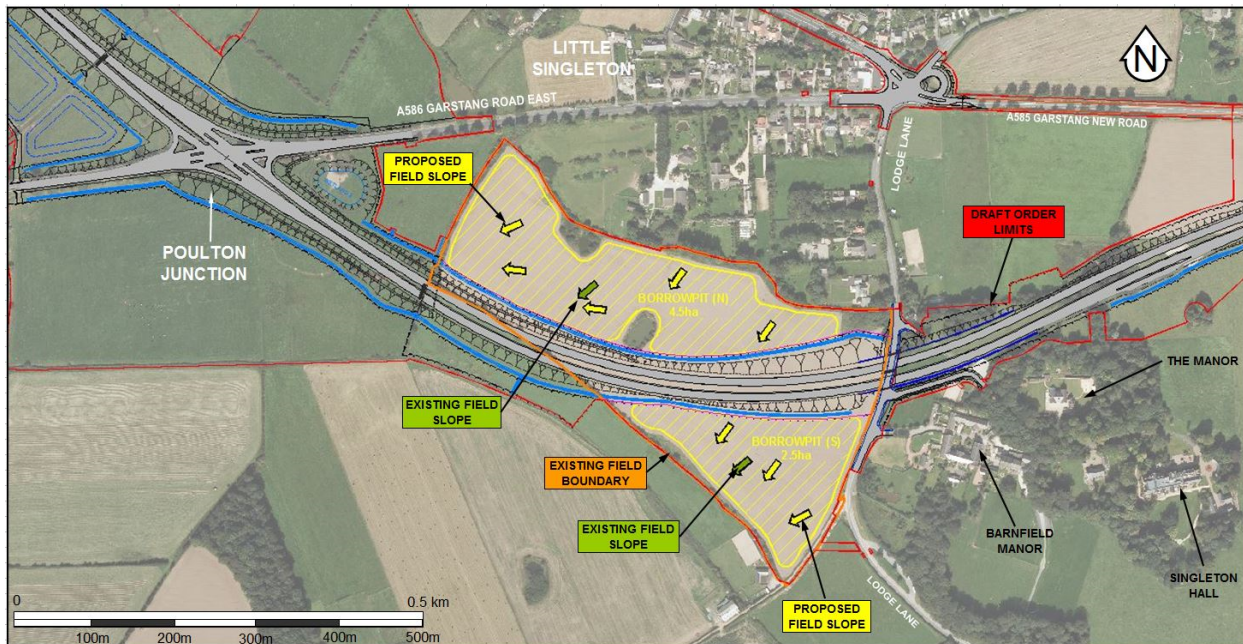 LITTLE
SINGLETON
N
A586 GARSTANG ROAD EAST
A585 GARSTANG NEW ROAD
LODGE LANE
PROPOSED
FIELD SLOPE
DRAFT ORDER
LIMITS
POULTON
JUNCTION
BORROWPIT (N)
4.5ha
THE MANOR
EXISTING FIELD
SLOPE
BORROWPIT (S)
2.5ha
EXISTING FIELD
BOUNDARY
EXISTING FIELD
SLOPE
BARNFIELD
MANOR
SINGLETON
HALL
LODGE LANE
PROPOSED
FIELD SLOPE
0 0.5 km
100m 200m 300m 400m 500m